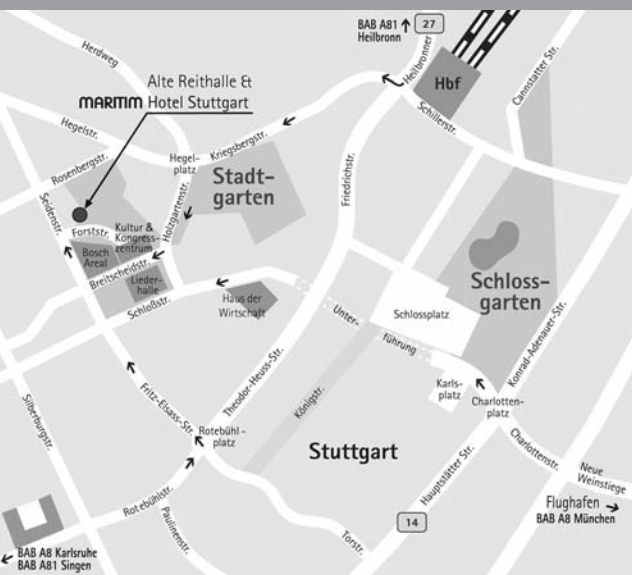 BAB A81
Heilbronn
27
Herdweg
Alte Reithalle &
MARITIM Hotel Stuttgart
Heilbronner
Hbf
Cannstatter Str.
Schillerstr.
Hegelstr.
Hegel-
platz
Kriegsbergstr.
Rosenbergstr.
Stadt-
garten
Friedrichstr.
Seidenstr.
Holzgartenstr.
Forststr.
Kultur &
Kongress-
zentrum
Bosch
Areal
Breitscheidstr.
Lieder-
halle
Schloßstr.
Haus der
Wirtschaft
Unter-
führung
Schlossplatz
Schloss-
garten
Konrad-Adenauer-Str.
Karls-
platz
Charlotten-
platz
Theodor-Heuss-Str.
Königstr.
Fritz-Elsass-Str.
Rotebühl-
platz
Silberburgstr.
Stuttgart
Hauptstätter Str.
Charlottenstr.
Neue
Weinsteige
Rotebühlstr.
Paulinenstr.
Torstr.
14
Flughafen
BAB A8 München
BAB A8 Karlsruhe
BAB A81 Singen